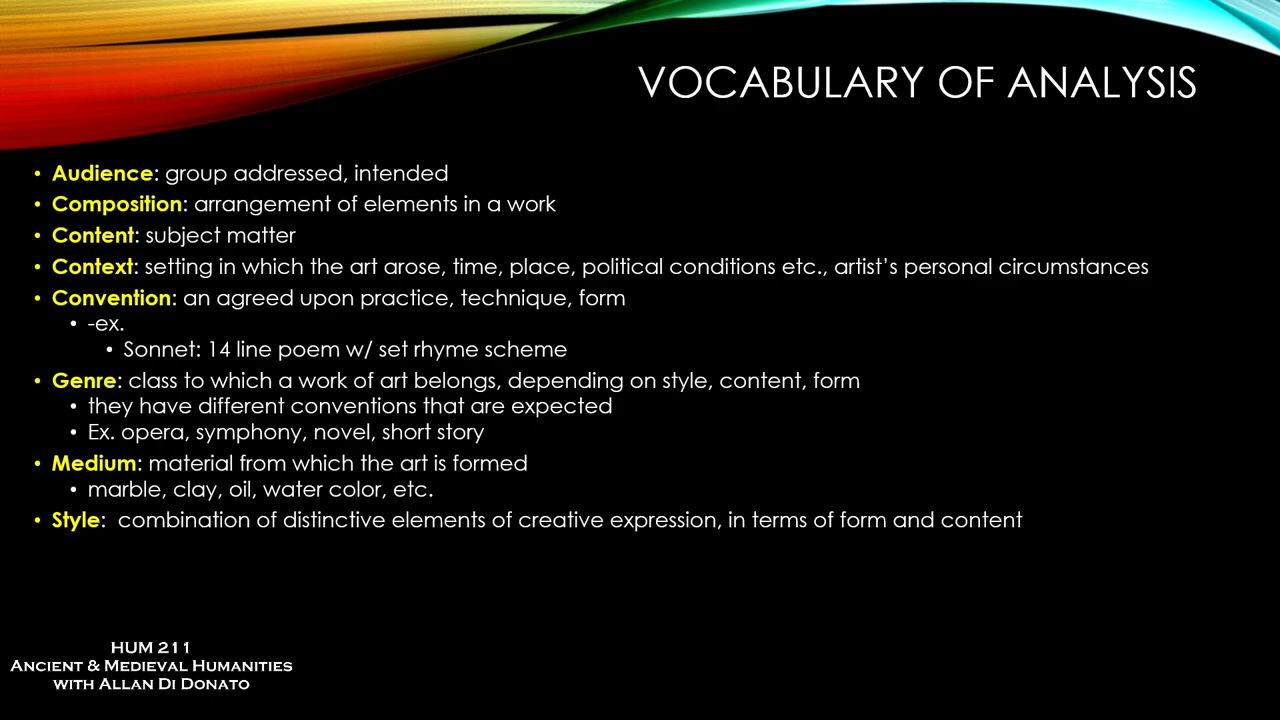 VOCABULARY OF ANALYSIS
• Audience: group addressed, intended
• Composition: arrangement of elements in a work
• Content: subject matter
• Context: setting in which the art arose, time, place, political conditions etc., artist’s personal circumstances
• Convention: an agreed upon practice, technique, form
• -ex.
• Sonnet: 14 line poem w/ set rhyme scheme
• Genre: class to which a work of art belongs, depending on style, content, form
• they have different conventions that are expected
• Ex. opera, symphony, novel, short story
• Medium: material from which the art is formed
• marble, clay, oil, water color, etc.
• Style:  combination of distinctive elements of creative expression, in terms of form and content
HUM 211
Ancient & Medieval Humanities
with Allan Di Donato